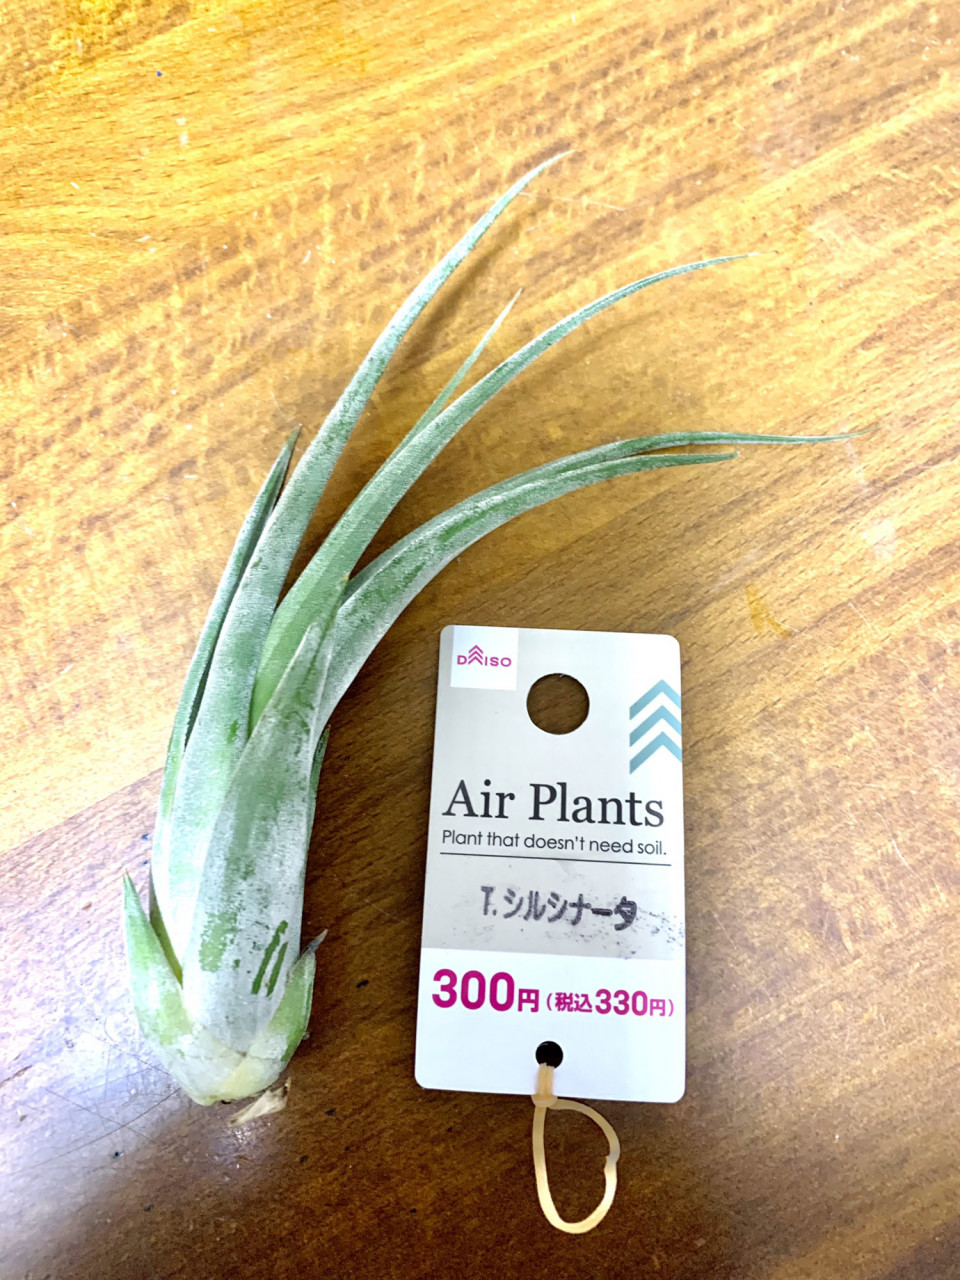 DAISO
Air Plants
Plant that doesn't need soil.
T.シルシナータ
300円(税込330円)